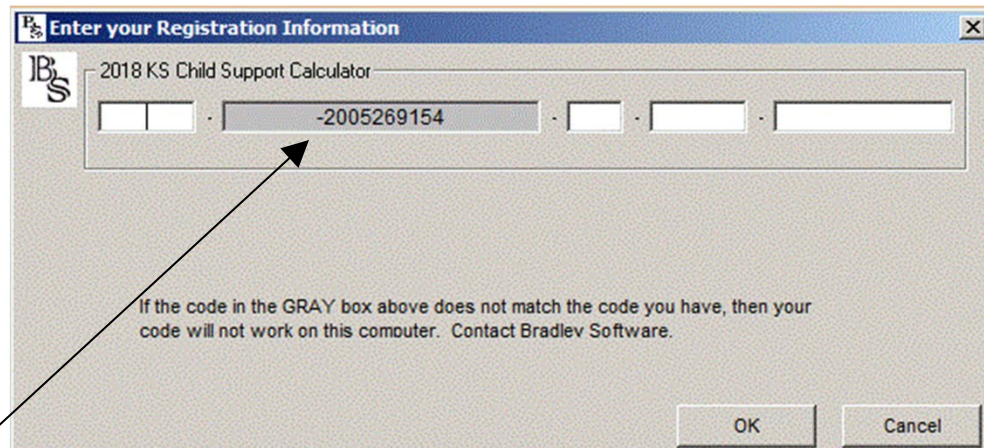 Enter your Registration Information
BS 2018 KS Child Support Calculator
. -2005269154 . . .
If the code in the GRAY box above does not match the code you have, then your
code will not work on this computer. Contact Bradley Software.
OK Cancel